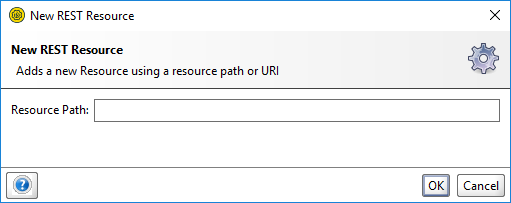 New REST Resource
New REST Resource
Adds a new Resource using a resource path or URI
Resource Path:
OK Cancel